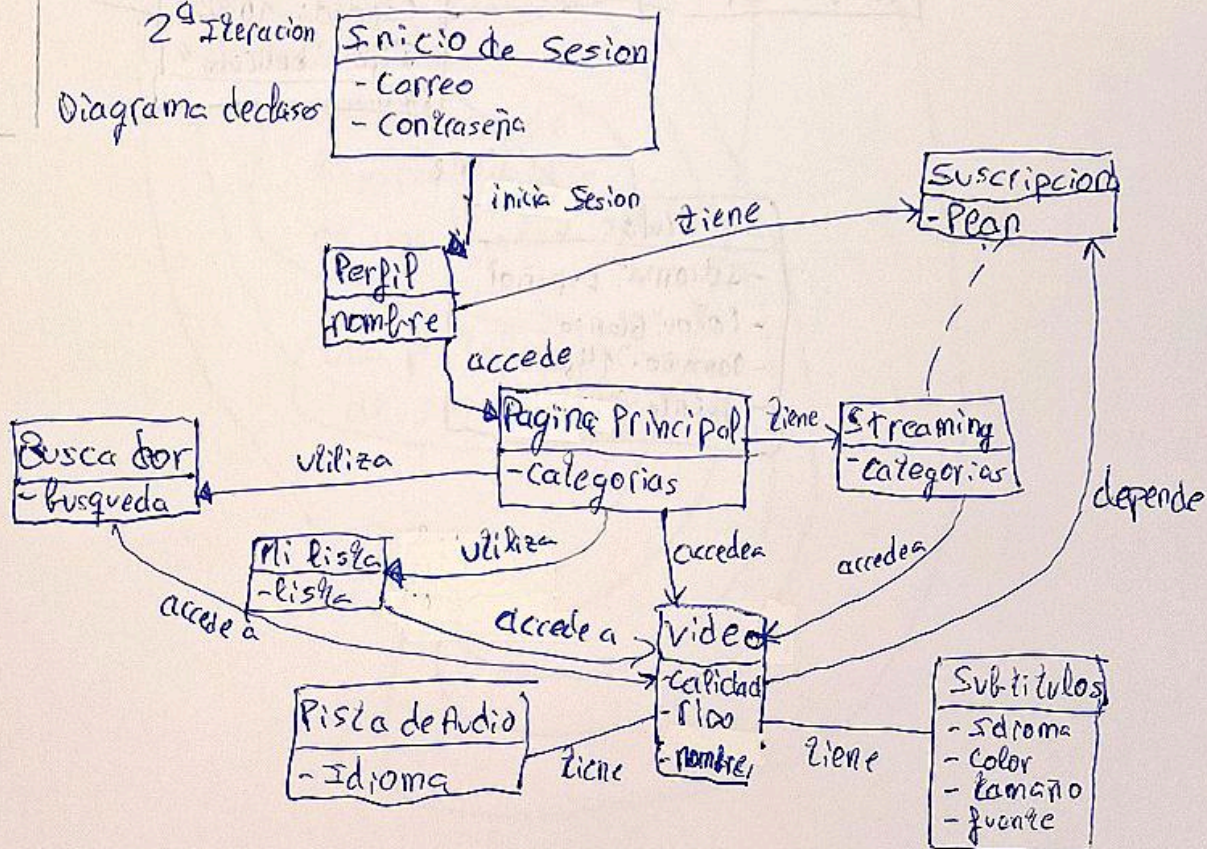 2ª Iteracion
Diagrama de clases
Inicio de Sesion
- Correo
- Contraseña
inicia Sesion
Suscripcion
- Plan
tiene
Perfil
nombre
accede
Pagina Principal
- Categorias
tiene
Streaming
- Categorias
depende
Buscador
- busqueda
utiliza
Mi lista
- lista
utiliza
accede a
accede a
accede a
accede a
Video
- Calidad
- nombre
Pista de Audio
- Idioma
tiene
tiene
Subtitulos
- Idioma
- Color
- tamaño
- fuente